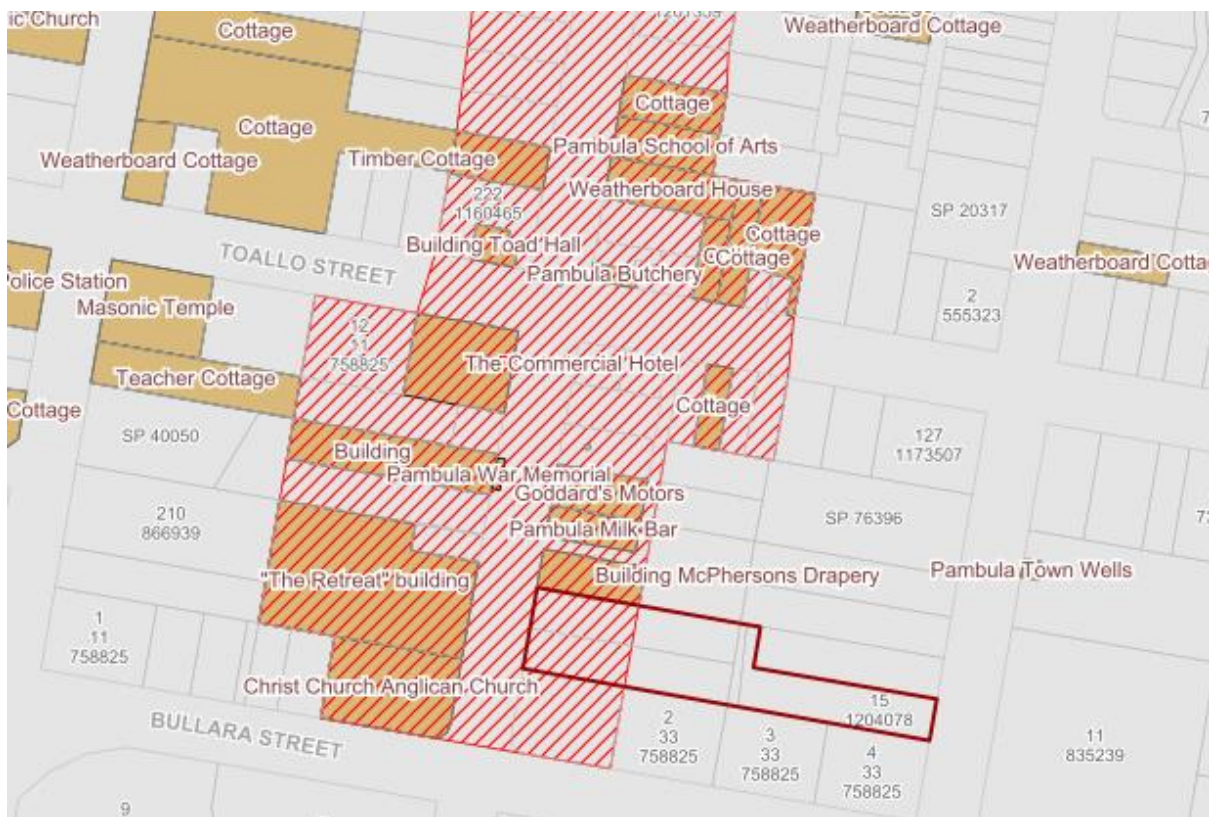 ic Church
Cottage
1201359
Cottage
Weatherboard Cottage
Cottage
Cottage
Weatherboard Cottage
Timber Cottage
Pambula School of Arts
Weatherboard House
222
1160465
SP 20317
Building Toad Hall
Cottage
Cottage
Pambula Butchery
TOALLO STREET
Weatherboard Cotta
Police Station
Masonic Temple
2
555323
12
11
758825
The Commercial Hotel
Teacher Cottage
Cottage
Cottage
SP 40050
127
1173507
Building
Pambula War Memorial
Goddard's Motors
210
866939
Pambula Milk Bar
SP 76396
"The Retreat" building
Building McPhersons Drapery
Pambula Town Wells
1
11
758825
Christ Church Anglican Church
BULLARA STREET
15
1204078
2
33
758825
3
33
758825
4
33
758825
11
835239
9